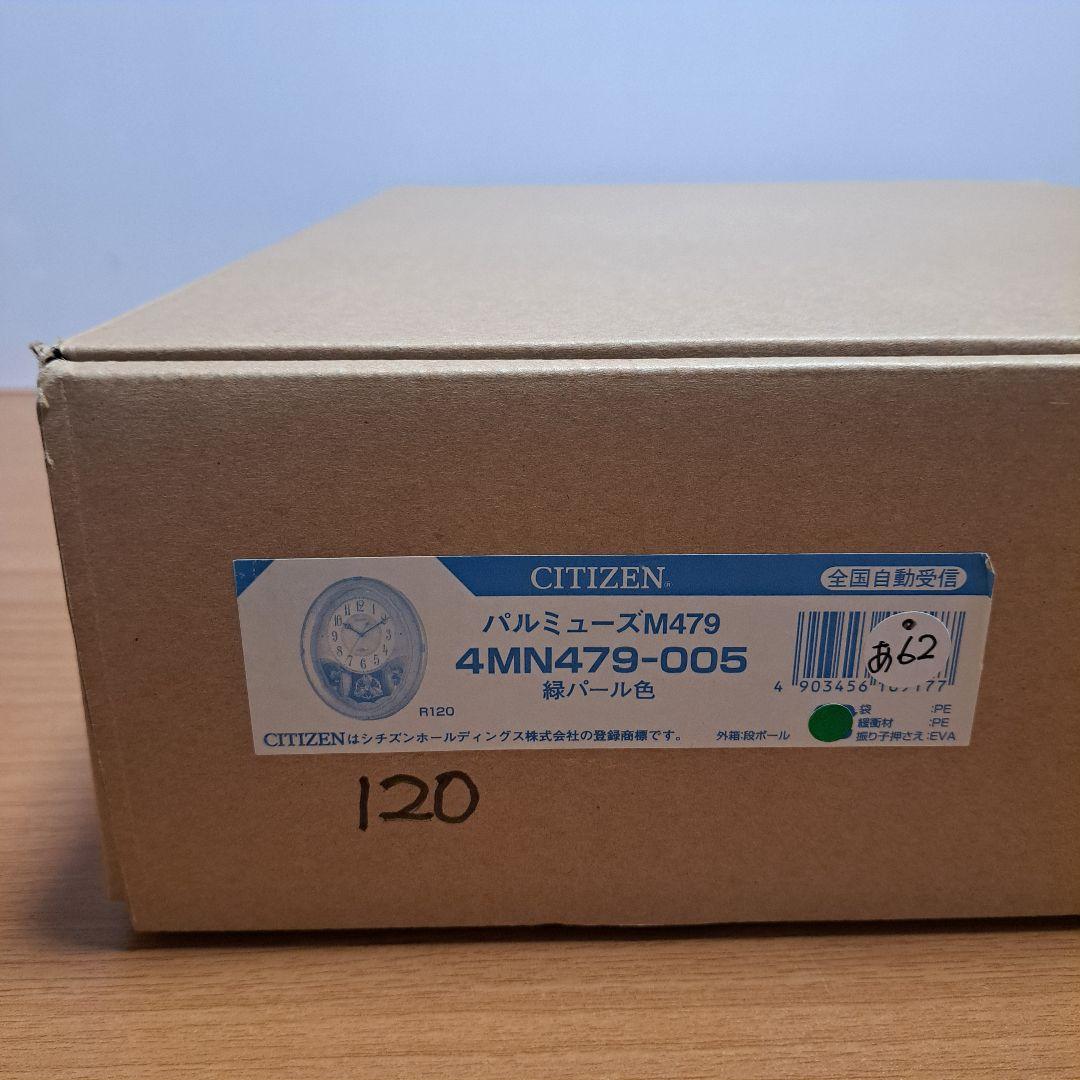 CITIZEN®
全国自動受信
パルミューズM479
4MN479-005
緑パール色
R120
あ62
4 903456
177
袋 :PE
緩衝材 :PE
外箱:段ボール
振り子押さえ:EVA
CITIZENはシチズンホールディングス株式会社の登録商標です。
120